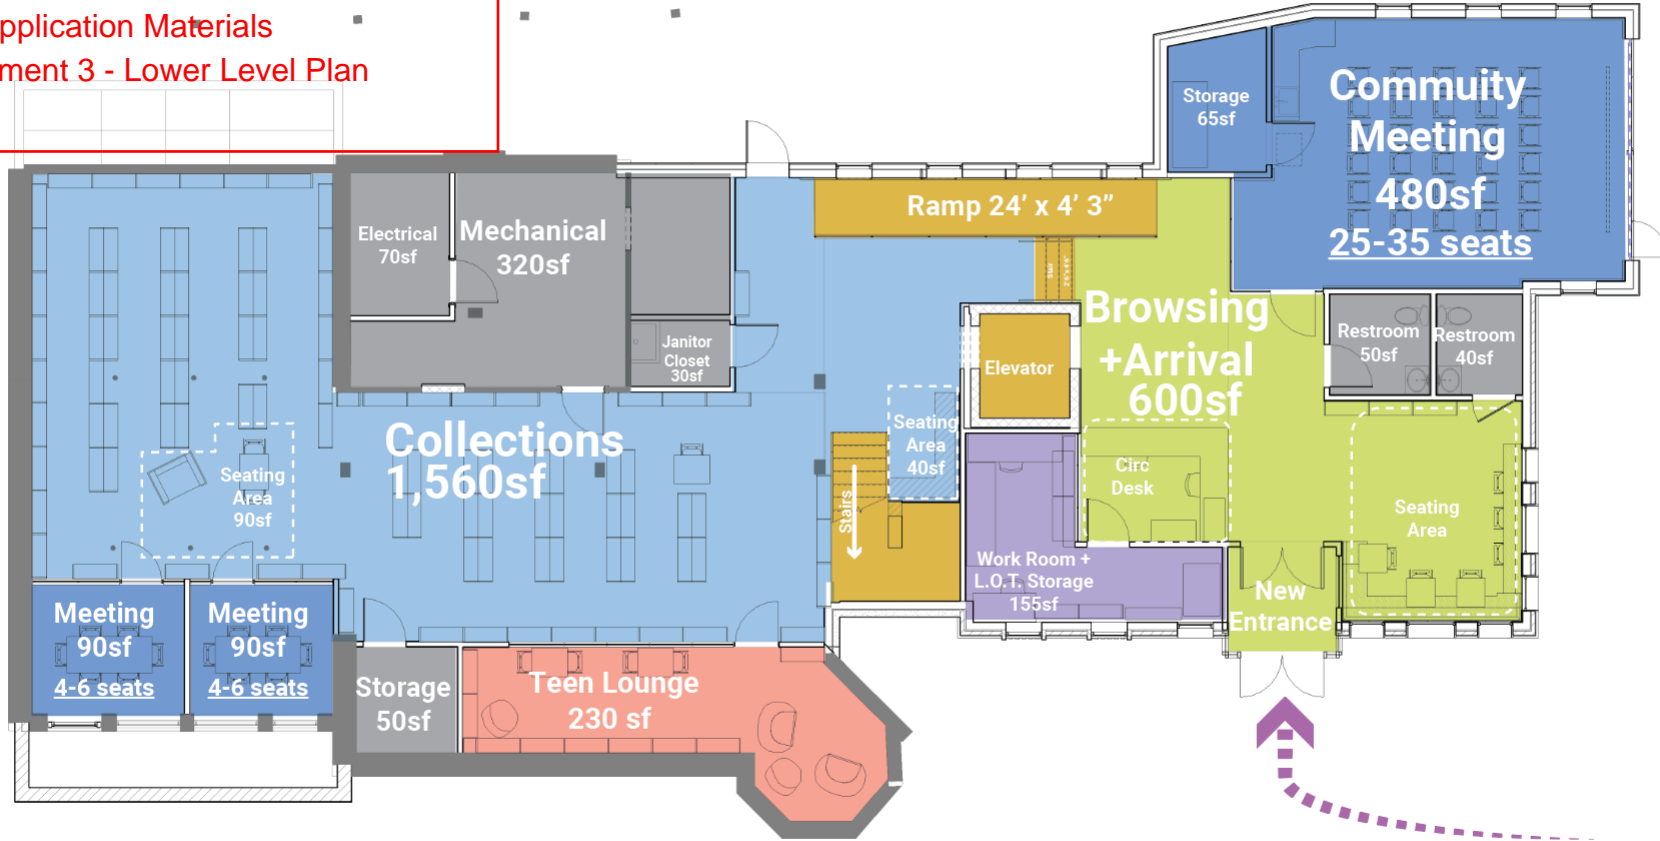 pplication Materials
ment 3 - Lower Level Plan
Storage
65sf
Commuity
Meeting
480sf
25-35 seats
Electrical
70sf
Mechanical
320sf
Ramp 24’ x 4’ 3”
Janitor
Closet
30sf
Elevator
Browsing
+Arrival
600sf
Restroom
50sf
Restroom
40sf
Collections
1,560sf
Seating
Area
90sf
Seating
Area
40sf
Stairs
Circ
Desk
Seating
Area
Work Room +
L.O.T. Storage
155sf
New
Entrance
Meeting
90sf
4-6 seats
Meeting
90sf
4-6 seats
Storage
50sf
Teen Lounge
230 sf